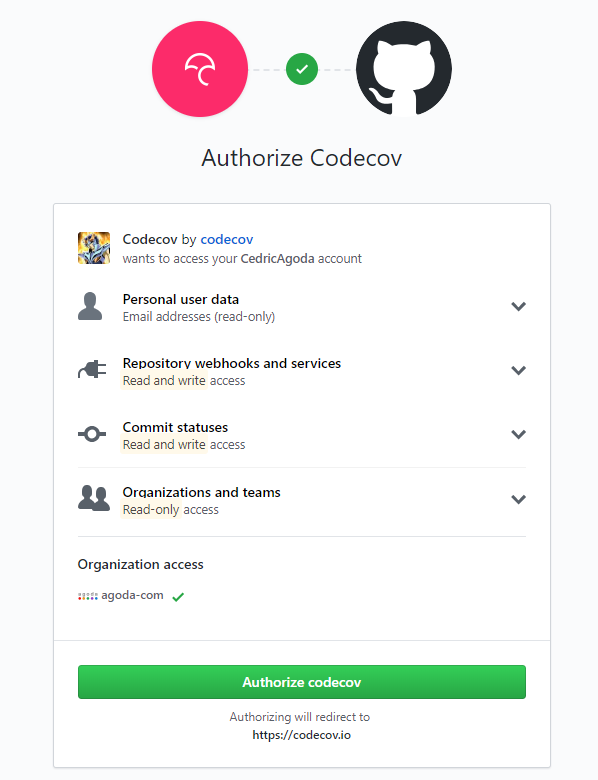 Authorize Codecov
Codecov by codecov
wants to access your CedricAgoda account
Personal user data
Email addresses (read-only)
Repository webhooks and services
Read and write access
Commit statuses
Read and write access
Organizations and teams
Read-only access
Organization access
agoda agoda-com
Authorize codecov
Authorizing will redirect to
https://codecov.io